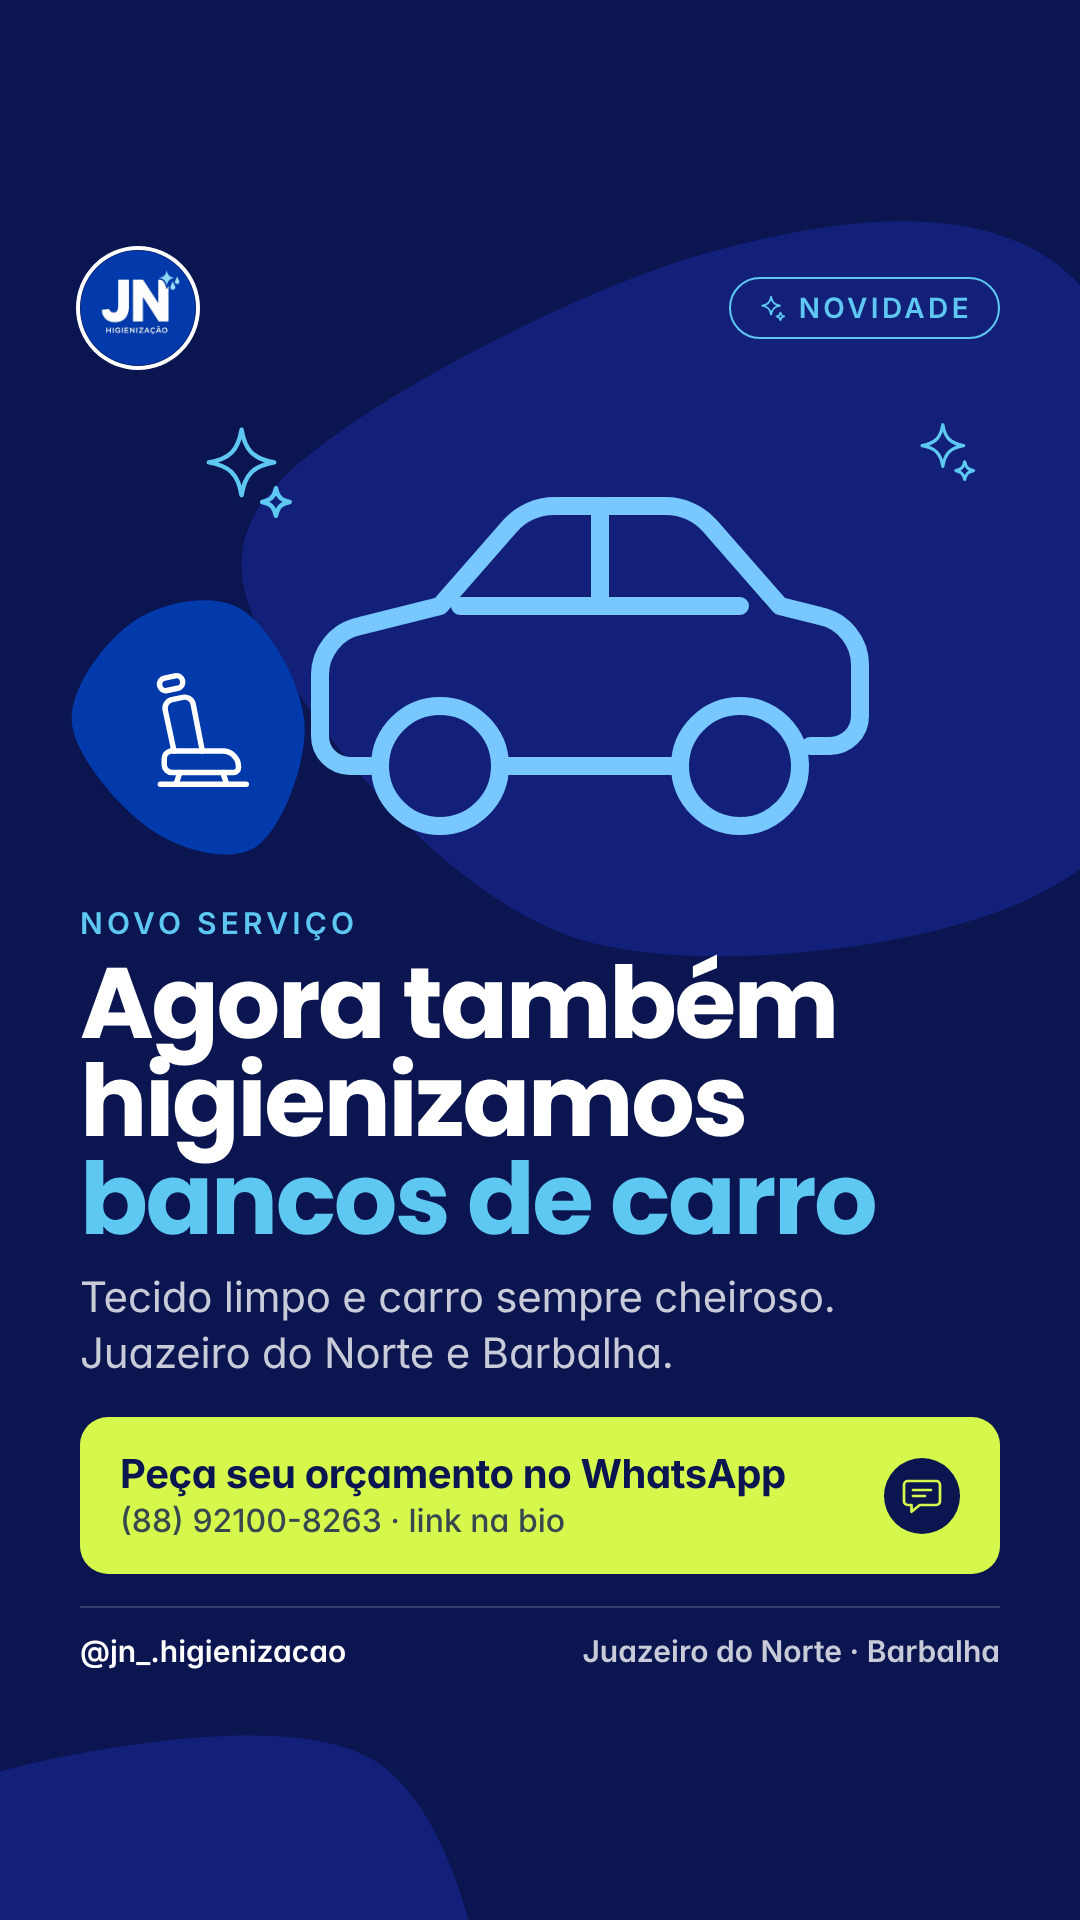 JN
HIGIENIZAÇÃO
NOVIDADE
NOVO SERVIÇO
Agora também
higienizamos
bancos de carro
Tecido limpo e carro sempre cheiroso.
Juazeiro do Norte e Barbalha.
Peça seu orçamento no WhatsApp
(88) 92100-8263 · link na bio
@jn_.higienizacao
Juazeiro do Norte · Barbalha